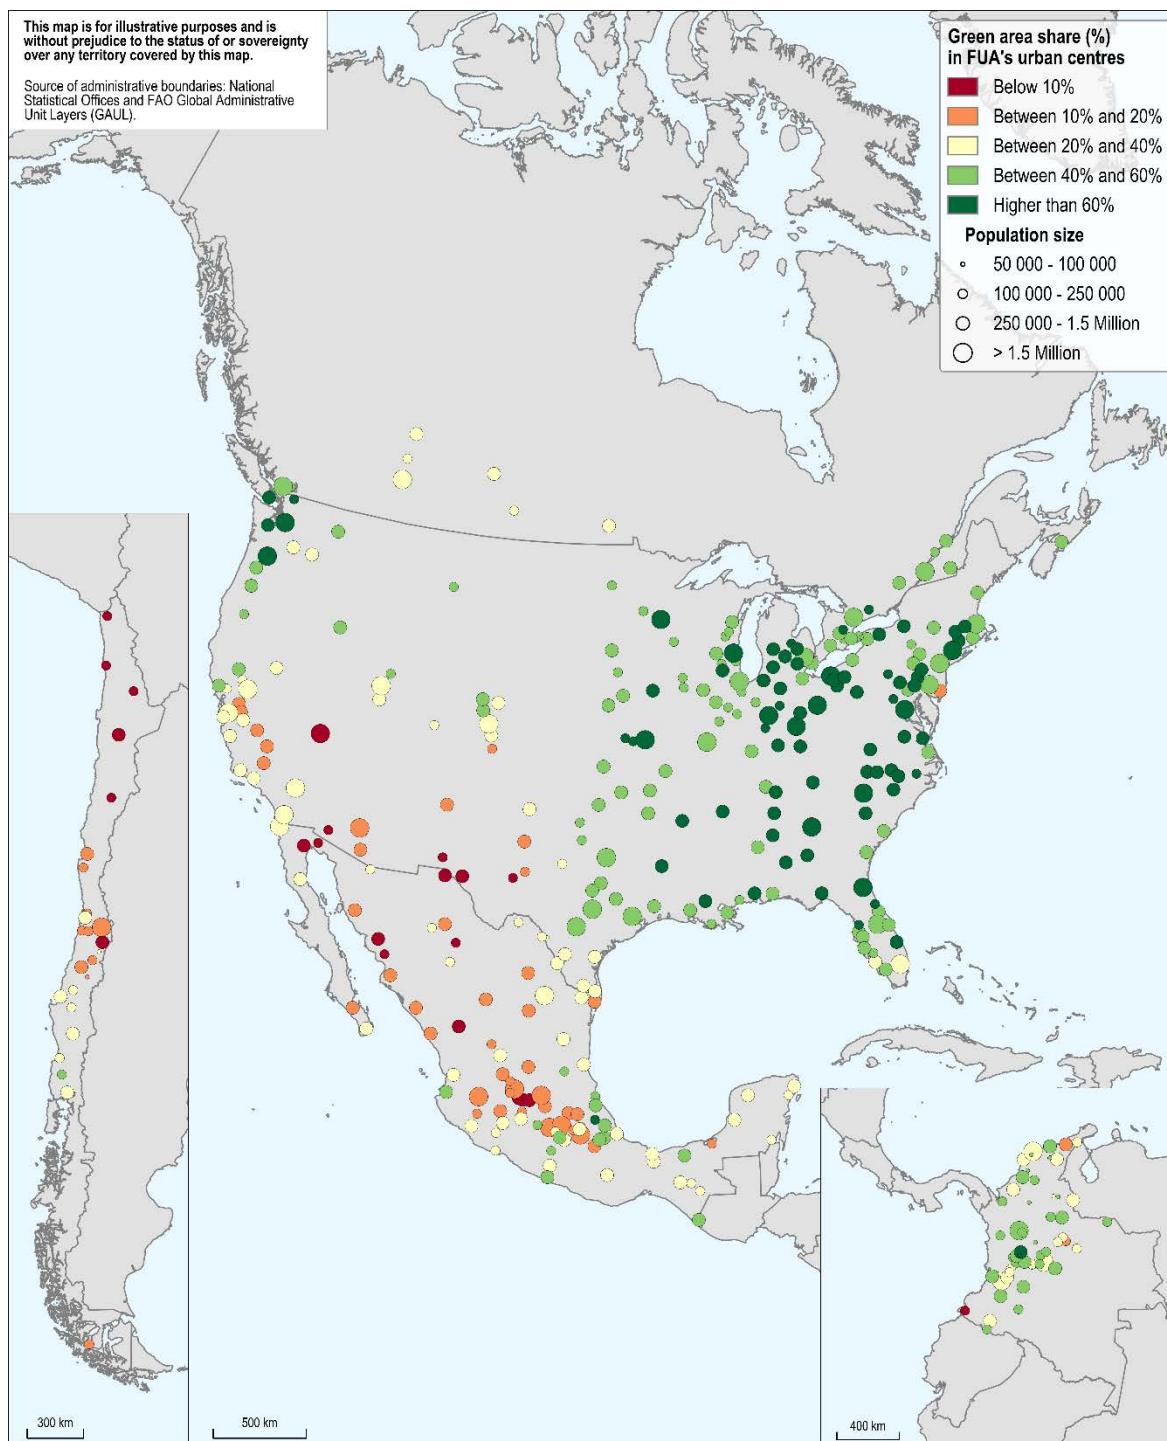 This map is for illustrative purposes and is
without prejudice to the status of or sovereignty
over any territory covered by this map.
Source of administrative boundaries: National
Statistical Offices and FAO Global Administrative
Unit Layers (GAUL).
Green area share (%)
in FUA's urban centres
Below 10%
Between 10% and 20%
Between 20% and 40%
Between 40% and 60%
Higher than 60%
Population size
50 000 - 100 000
100 000 - 250 000
250 000 - 1.5 Million
> 1.5 Million
300 km
500 km
400 km